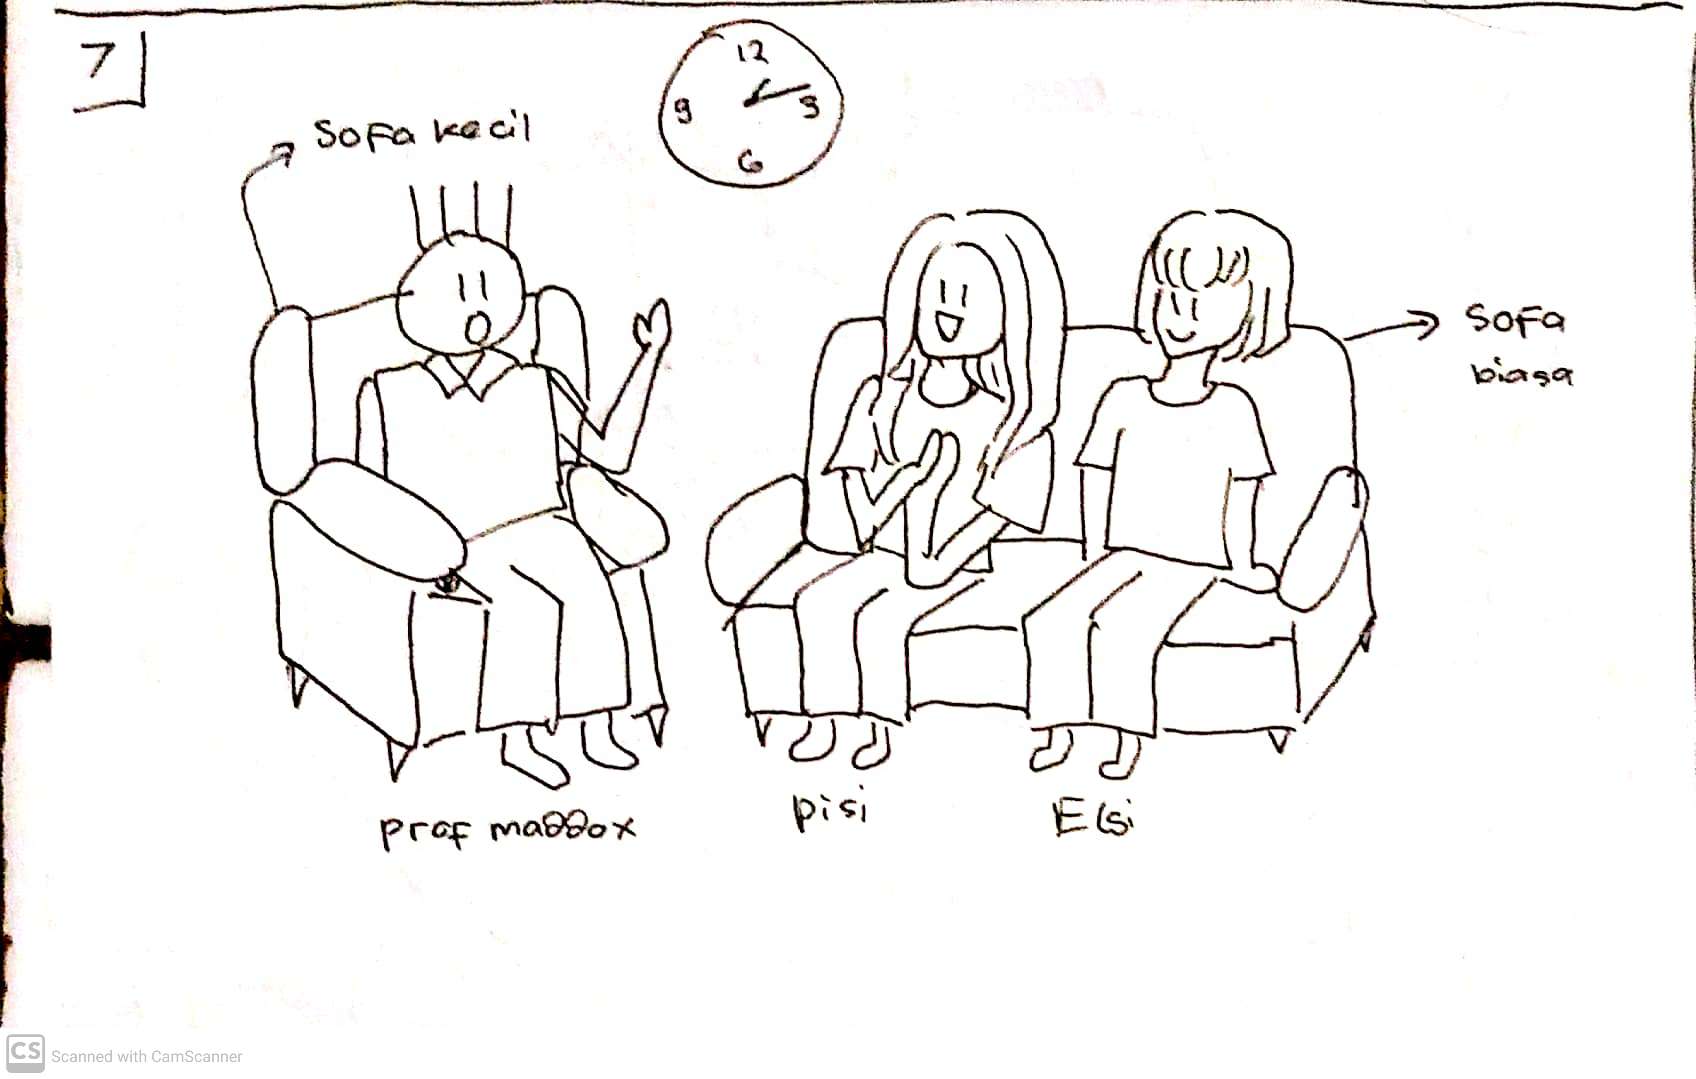 7
12
9
3
6
Sofa kecil
Sofa
biasa
prof maddox
pisi
Elsi
CS
Scanned with CamScanner